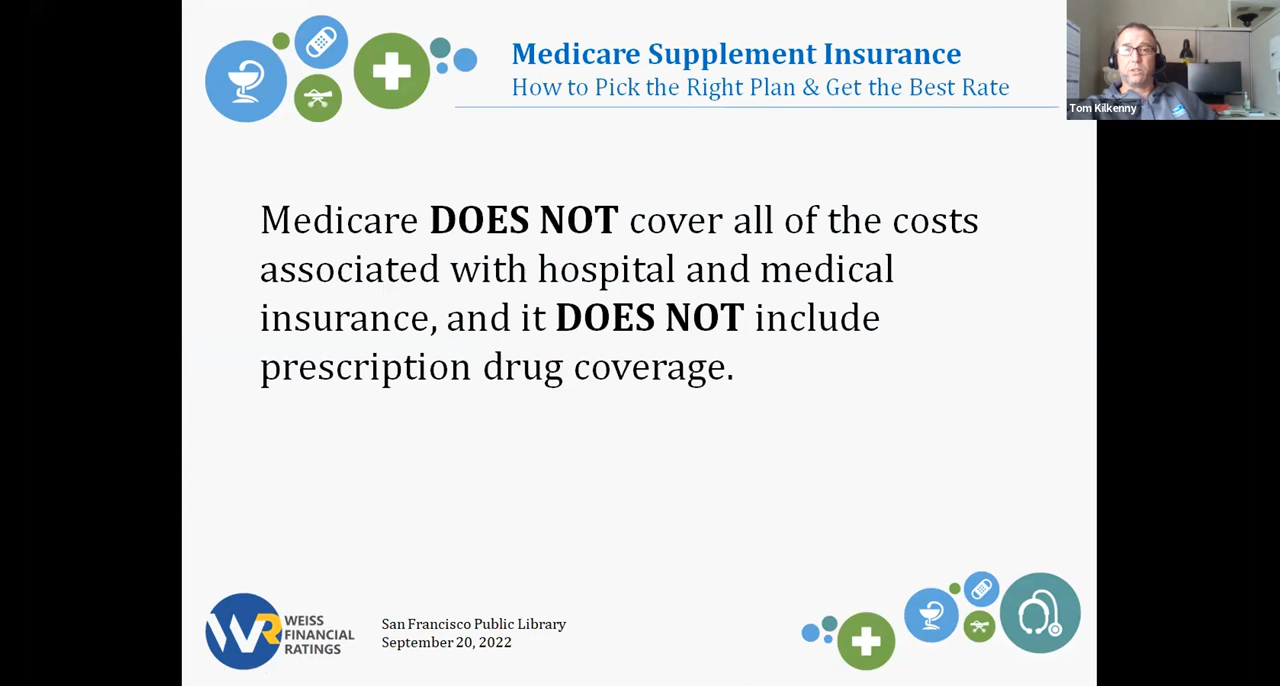 Medicare Supplement Insurance
How to Pick the Right Plan & Get the Best Rate
Tom Kilkenny
Medicare DOES NOT cover all of the costs
associated with hospital and medical
insurance, and it DOES NOT include
prescription drug coverage.
WR
WEISS
FINANCIAL
RATINGS
San Francisco Public Library
September 20, 2022